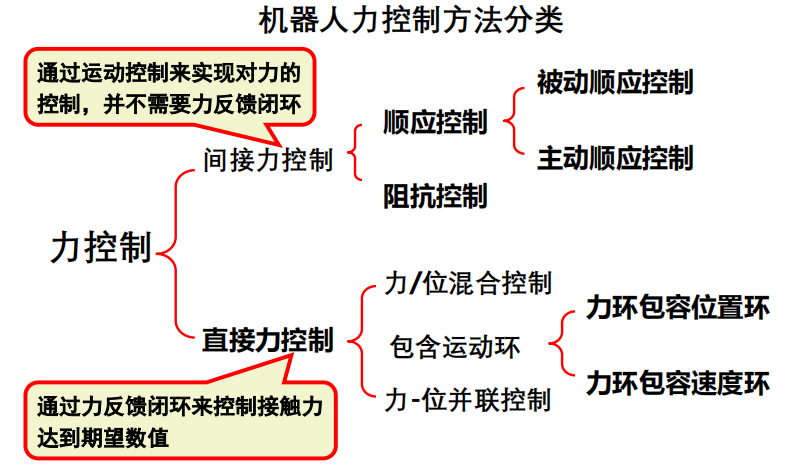 机器人力控制方法分类
通过运动控制来实现对力的
控制，并不需要力反馈闭环
被动顺应控制
顺应控制
主动顺应控制
间接力控制
阻抗控制
力控制
力/位混合控制
力环包容位置环
直接力控制
包含运动环
力环包容速度环
力-位并联控制
通过力反馈闭环来控制接触力
达到期望数值